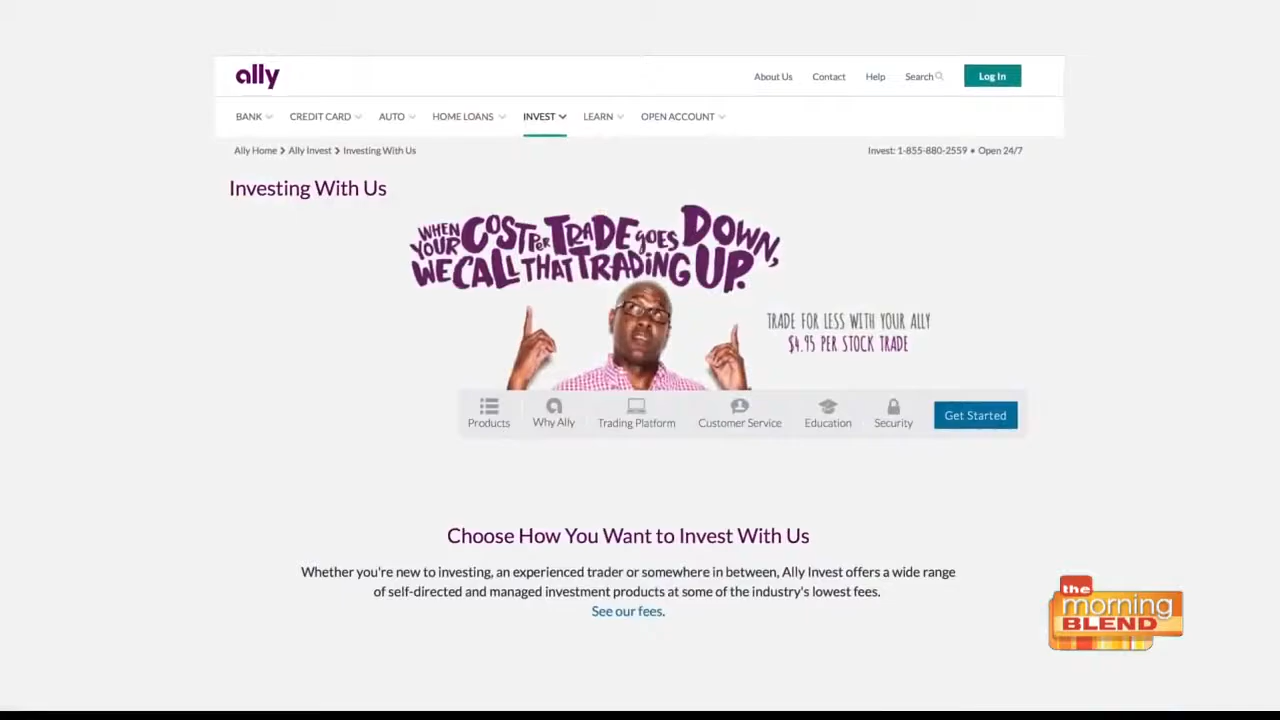 ally
About Us Contact Help Search Log In
BANK CREDIT CARD AUTO HOME LOANS INVEST LEARN OPEN ACCOUNT
Ally Home > Ally Invest > Investing With Us
Invest: 1-855-880-2559 • Open 24/7
Investing With Us
WHEN YOUR COST PER TRADE GOES DOWN,
WE CALL THAT TRADING UP.
TRADE FOR LESS WITH YOUR ALLY
$4.95 PER STOCK TRADE
Products Why Ally Trading Platform Customer Service Education Security Get Started
Choose How You Want to Invest With Us
Whether you're new to investing, an experienced trader or somewhere in between, Ally Invest offers a wide range
of self-directed and managed investment products at some of the industry's lowest fees.
See our fees.
the
morning
BLEND